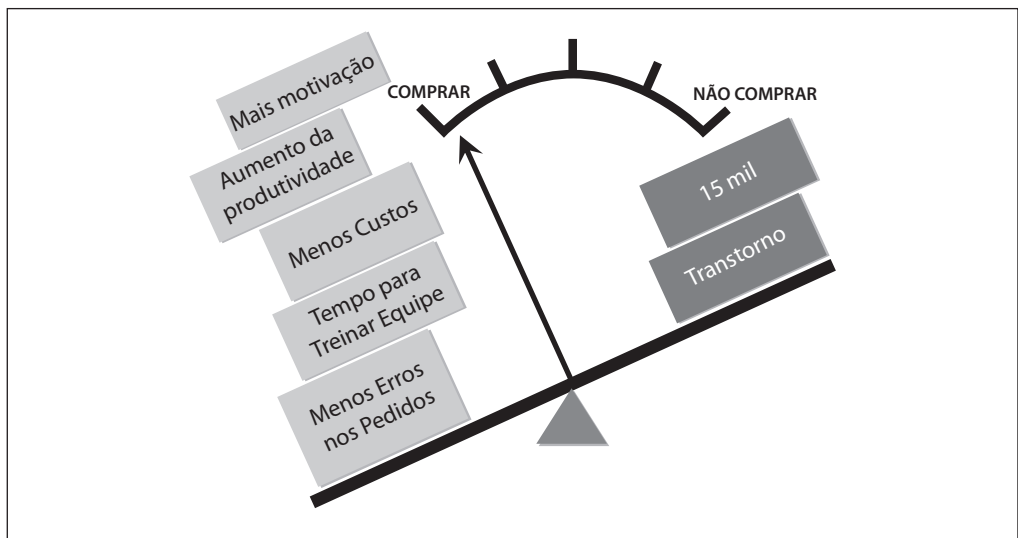 Mais motivação
Aumento da
produtividade
Menos Custos
Tempo para
Treinar Equipe
Menos Erros
nos Pedidos
COMPRAR
NÃO COMPRAR
15 mil
Transtorno